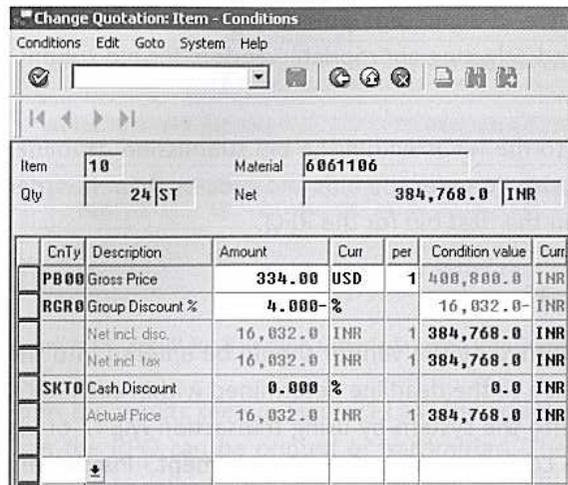 Change Quotation: Item - Conditions
Conditions Edit Goto System Help
Item 10 Material 6061106
Qty 24 ST Net 384,768.0 INR
CnTy Description Amount Curr per Condition value Curr
PB00 Gross Price 334.00 USD 1 400,800.0 INR
RGR0 Group Discount % 4.000- % 16,032.0- INR
Net incl. disc. 16,032.0 INR 1 384,768.0 INR
Net incl. tax 16,032.0 INR 1 384,768.0 INR
SKTO Cash Discount 0.000 % 0.0 INR
Actual Price 16,032.0 INR 1 384,768.0 INR